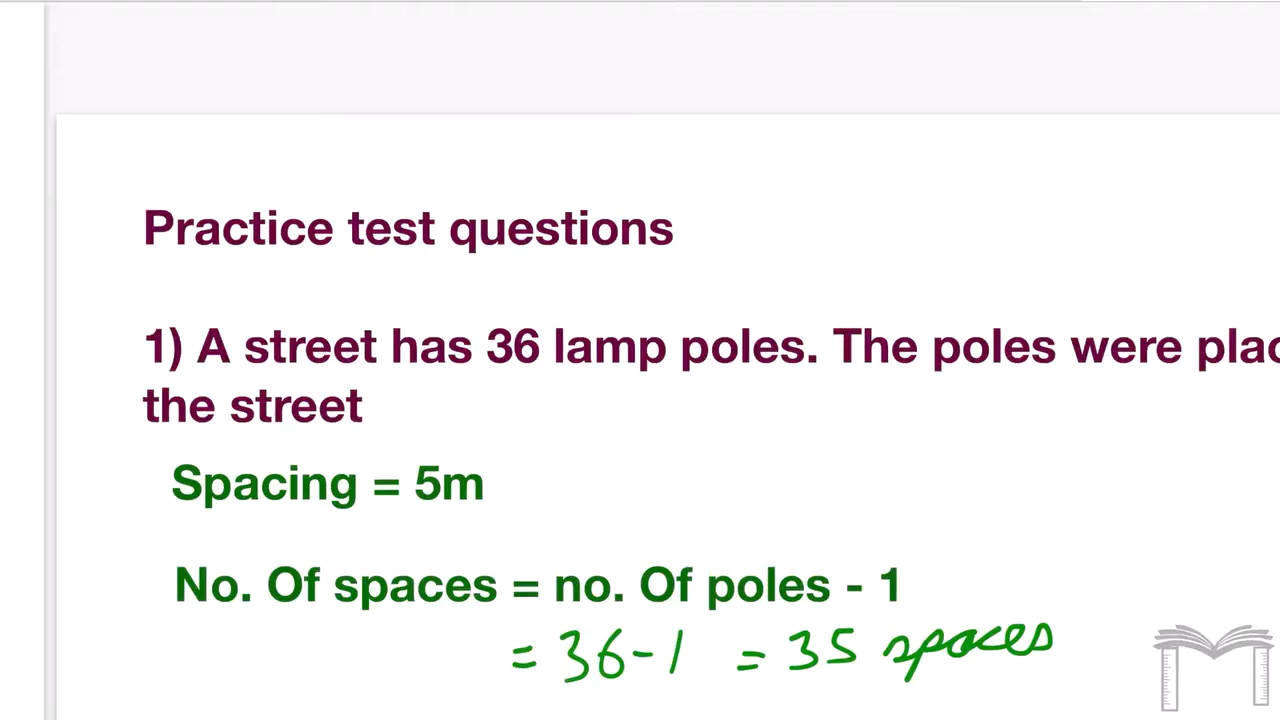 Practice test questions
1) A street has 36 lamp poles. The poles were
the street
Spacing = 5m
No. Of spaces = no. Of poles - 1
= 36-1 = 35 spaces